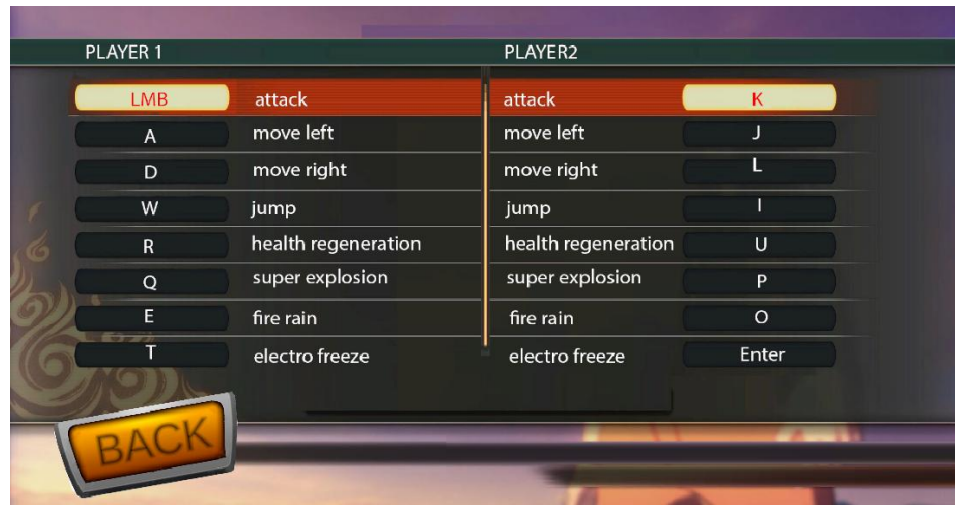 PLAYER 1 PLAYER2
LMB attack attack K
A move left move left J
D move right move right L
W jump jump I
R health regeneration health regeneration U
Q super explosion super explosion P
E fire rain fire rain O
T electro freeze electro freeze Enter
BACK